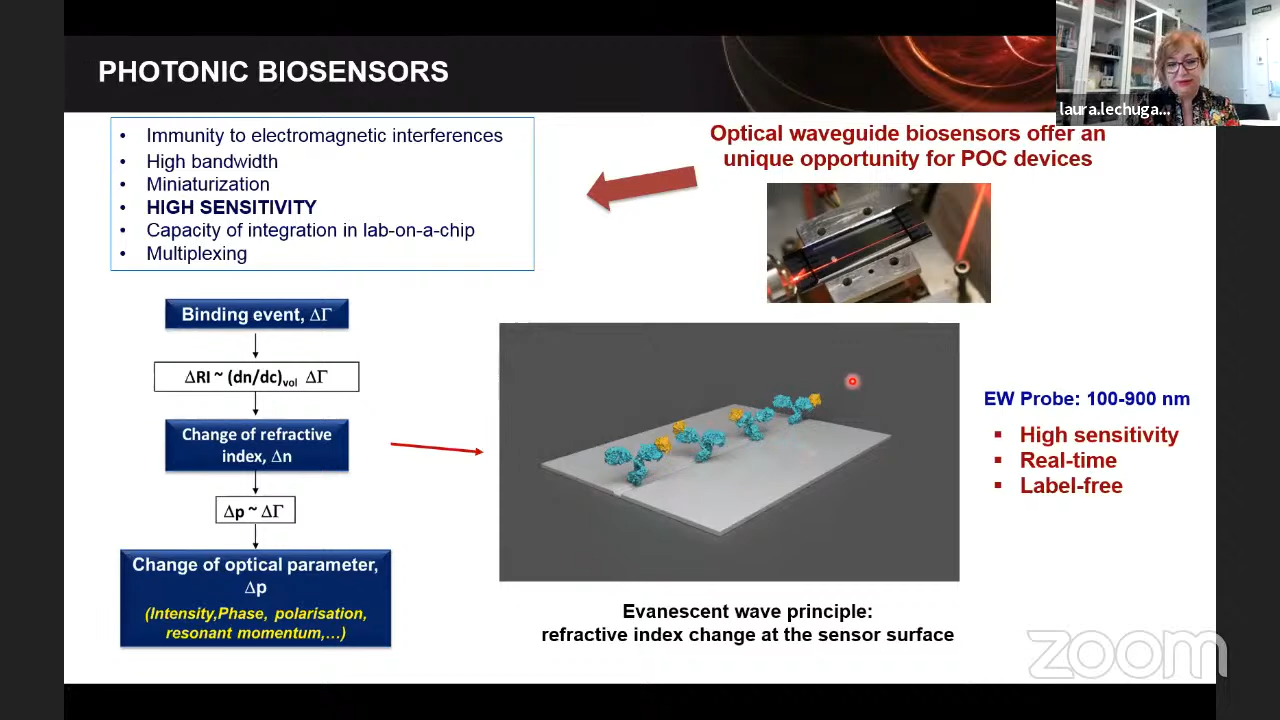 PHOTONIC BIOSENSORS
laura.lechuga...
• Immunity to electromagnetic interferences
• High bandwidth
• Miniaturization
• HIGH SENSITIVITY
• Capacity of integration in lab-on-a-chip
• Multiplexing
Optical waveguide biosensors offer an
unique opportunity for POC devices
Binding event, ΔΓ
ΔRI ~ (dn/dc)vol ΔΓ
Change of refractive
index, Δn
Δp ~ ΔΓ
Change of optical parameter,
Δp
(Intensity,Phase, polarisation,
resonant momentum,…)
EW Probe: 100-900 nm
▪ High sensitivity
▪ Real-time
▪ Label-free
Evanescent wave principle:
refractive index change at the sensor surface
zoom